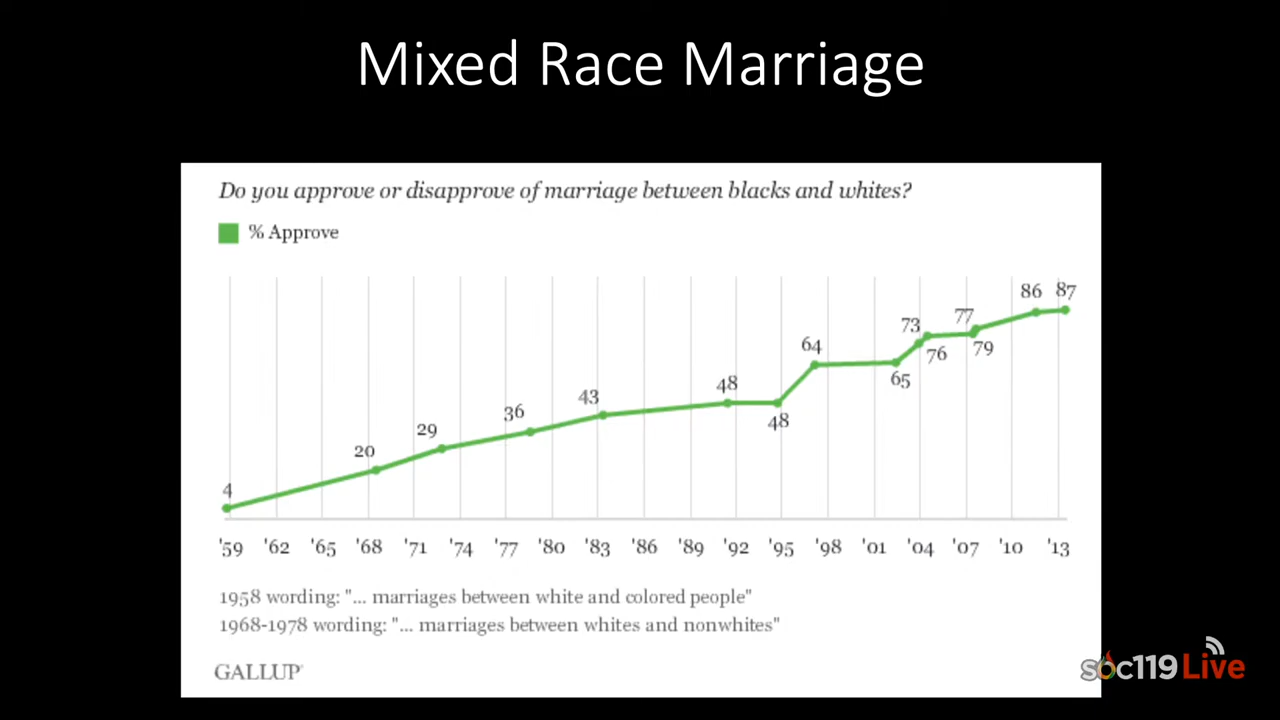 Mixed Race Marriage
Do you approve or disapprove of marriage between blacks and whites?
% Approve
4
20
29
36
43
48
48
64
65
73
76
77
79
86
87
'59 '62 '65 '68 '71 '74 '77 '80 '83 '86 '89 '92 '95 '98 '01 '04 '07 '10 '13
1958 wording: "... marriages between white and colored people"
1968-1978 wording: "... marriages between whites and nonwhites"
GALLUP
soc119 Live